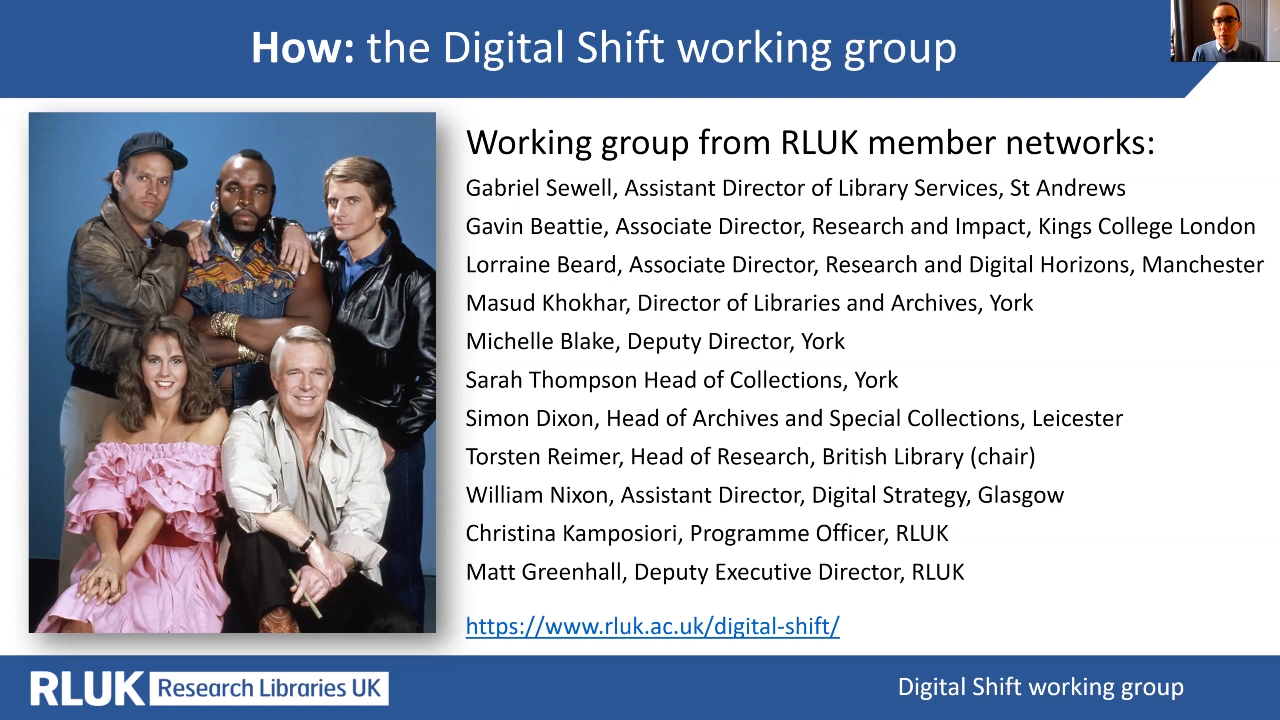 How: the Digital Shift working group
Working group from RLUK member networks:
Gabriel Sewell, Assistant Director of Library Services, St Andrews
Gavin Beattie, Associate Director, Research and Impact, Kings College London
Lorraine Beard, Associate Director, Research and Digital Horizons, Manchester
Masud Khokhar, Director of Libraries and Archives, York
Michelle Blake, Deputy Director, York
Sarah Thompson Head of Collections, York
Simon Dixon, Head of Archives and Special Collections, Leicester
Torsten Reimer, Head of Research, British Library (chair)
William Nixon, Assistant Director, Digital Strategy, Glasgow
Christina Kamposiori, Programme Officer, RLUK
Matt Greenhall, Deputy Executive Director, RLUK
https://www.rluk.ac.uk/digital-shift/
RLUK Research Libraries UK
Digital Shift working group